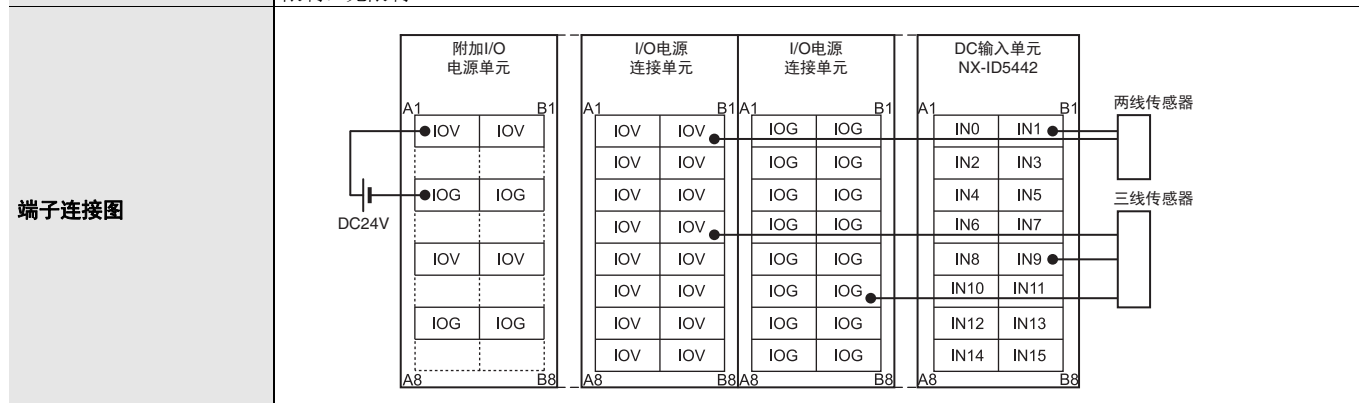 端子连接图
附加I/O
电源单元
I/O电源
连接单元
I/O电源
连接单元
DC输入单元
NX-ID5442
A1 B1 A1 B1 A1 B1 A1 B1
两线传感器
IOV IOV IOV IOV IOG IOG IN0 IN1
IOV IOV IOG IOG IN2 IN3
IOG IOG IOV IOV IOG IOG IN4 IN5
三线传感器
DC24V
IOV IOV IOG IOG IN6 IN7
IOV IOV IOV IOV IOG IOG IN8 IN9
IOV IOV IOG IOG IN10 IN11
IOG IOG IOV IOV IOG IOG IN12 IN13
IOV IOV IOG IOG IN14 IN15
A8 B8 A8 B8 A8 B8 A8 B8